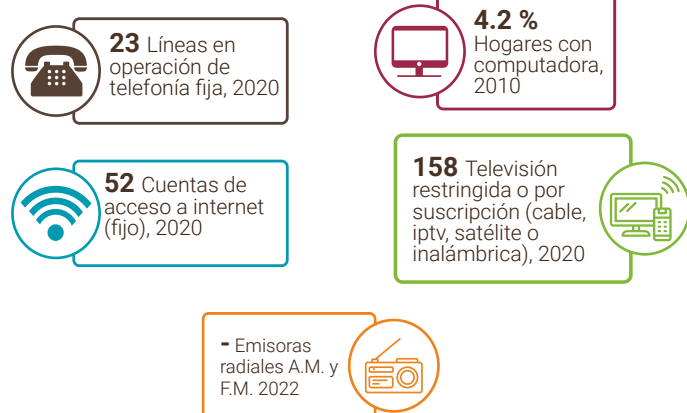 23 Líneas en
operación de
telefonía fija, 2020
4.2 %
Hogares con
computadora,
2010
52 Cuentas de
acceso a internet
(fijo), 2020
158 Televisión
restringida o por
suscripción (cable,
iptv, satélite o
inalámbrica), 2020
- Emisoras
radiales A.M. y
F.M. 2022